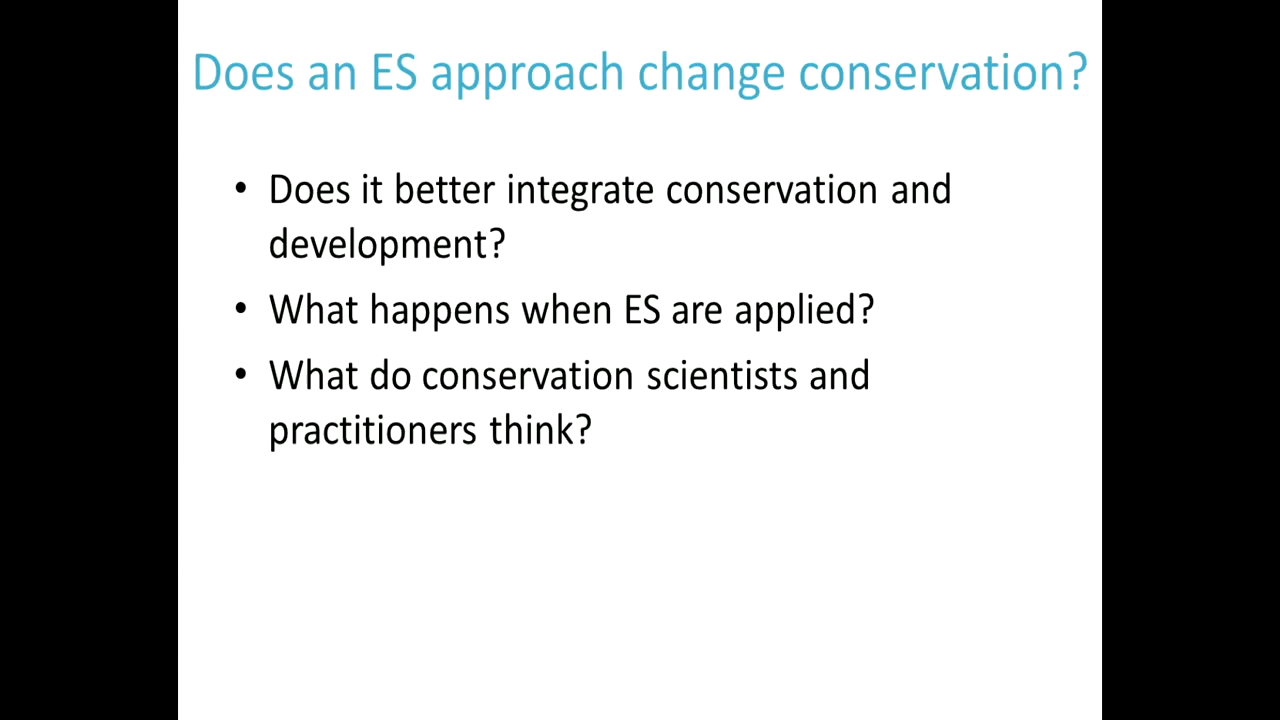 Does an ES approach change conservation?
• Does it better integrate conservation and
development?
• What happens when ES are applied?
• What do conservation scientists and
practitioners think?